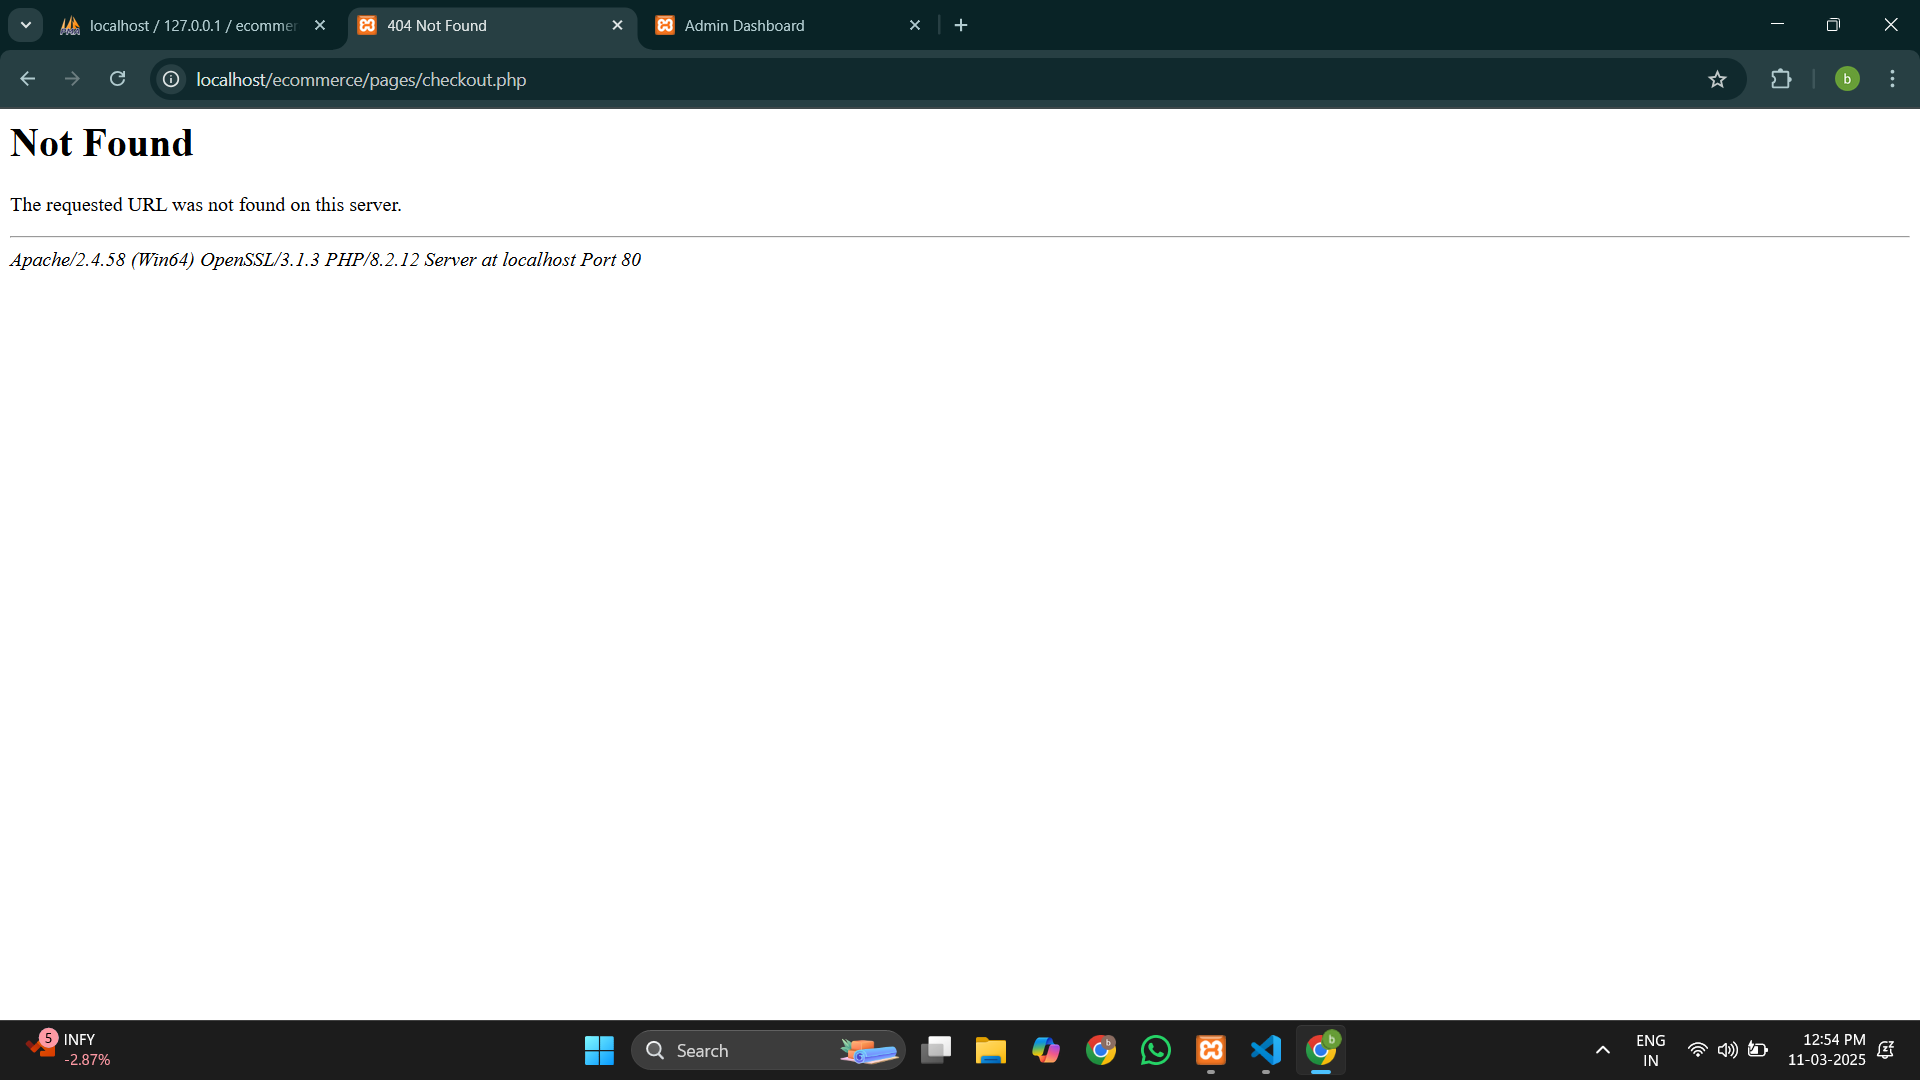 localhost / 127.0.0.1 / ecommer
404 Not Found
Admin Dashboard
localhost/ecommerce/pages/checkout.php
b
Not Found
The requested URL was not found on this server.
Apache/2.4.58 (Win64) OpenSSL/3.1.3 PHP/8.2.12 Server at localhost Port 80
5
INFY
-2.87%
Search
b
b
ENG
IN
12:54 PM
11-03-2025